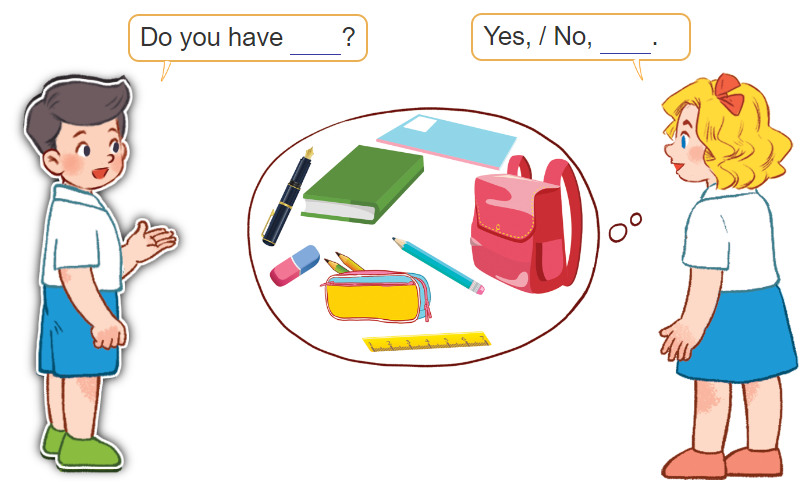 Do you have ____?
Yes, / No, ____.